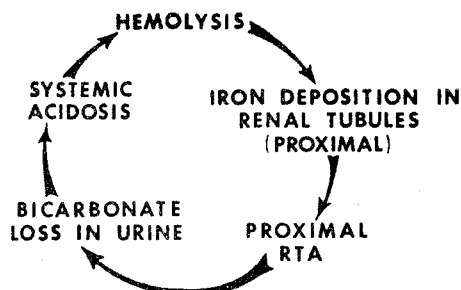 HEMOLYSIS
IRON DEPOSITION IN
RENAL TUBULES
(PROXIMAL)
PROXIMAL
RTA
BICARBONATE
LOSS IN URINE
SYSTEMIC
ACIDOSIS